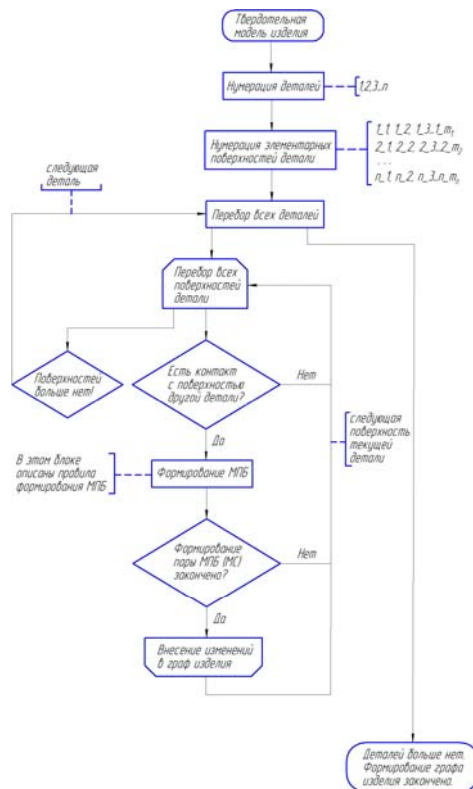 Твердотельная
модель изделия
Нумерация деталей
1,2,3..n
Нумерация элементарных
поверхностей детали
1_1, 1_2, 1_3..1_m₁
2_1, 2_2, 2_3..2_m₂
...
n_1, n_2, n_3..n_mₙ
следующая
деталь
Перебор всех деталей
Перебор всех
поверхностей
детали
Поверхностей
больше нет!
Есть контакт
с поверхностью
другой детали?
Нет
Да
следующая
поверхность
текущей
детали
В этом блоке
описаны правила
формирования МПБ
Формирование МПБ
Формирование
пары МПБ (МС)
закончена?
Нет
Да
Внесение изменений
в граф изделия
Деталей больше нет.
Формирование графа
изделия закончена.